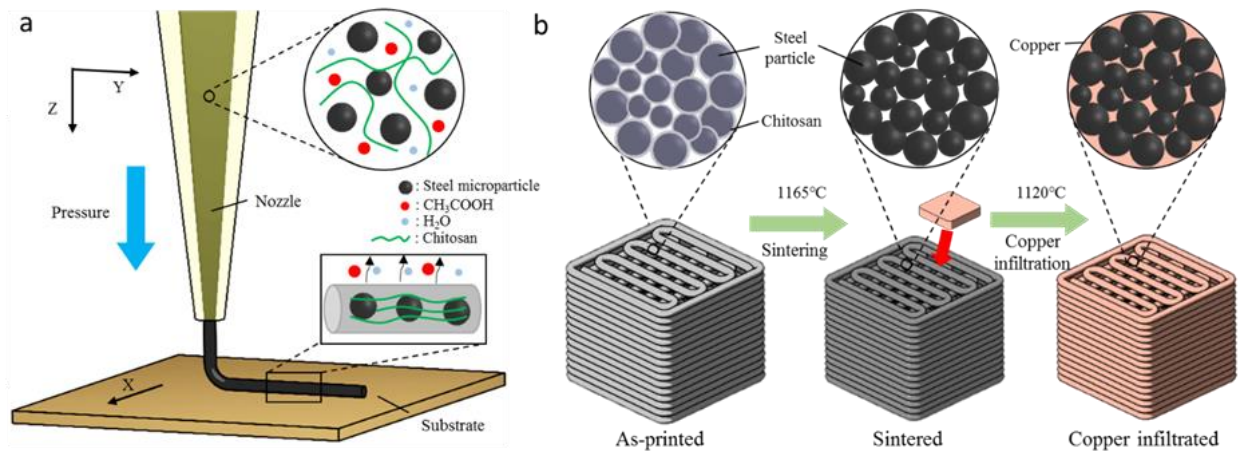 a
Z
Y
Pressure
Nozzle
: Steel microparticle
: CH₃COOH
: H₂O
: Chitosan
X
Substrate
b
Steel
particle
Chitosan
Copper
1165℃
Sintering
1120℃
Copper
infiltration
As-printed
Sintered
Copper infiltrated